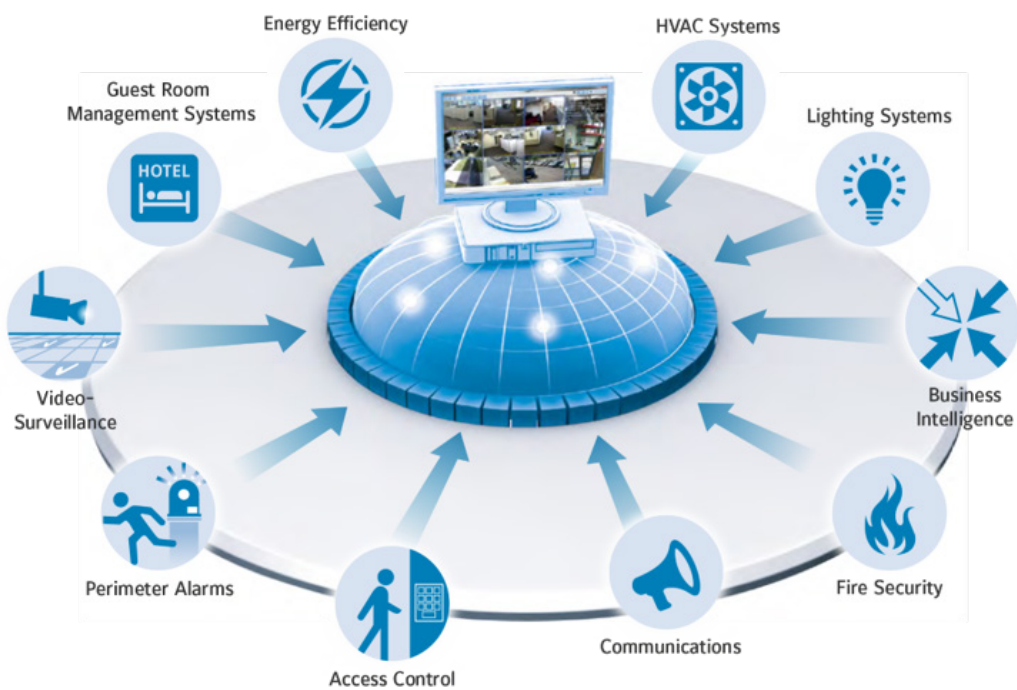 Energy Efficiency
HVAC Systems
Guest Room
Management Systems
Lighting Systems
HOTEL
Video-
Surveillance
Business
Intelligence
Perimeter Alarms
Fire Security
Communications
Access Control